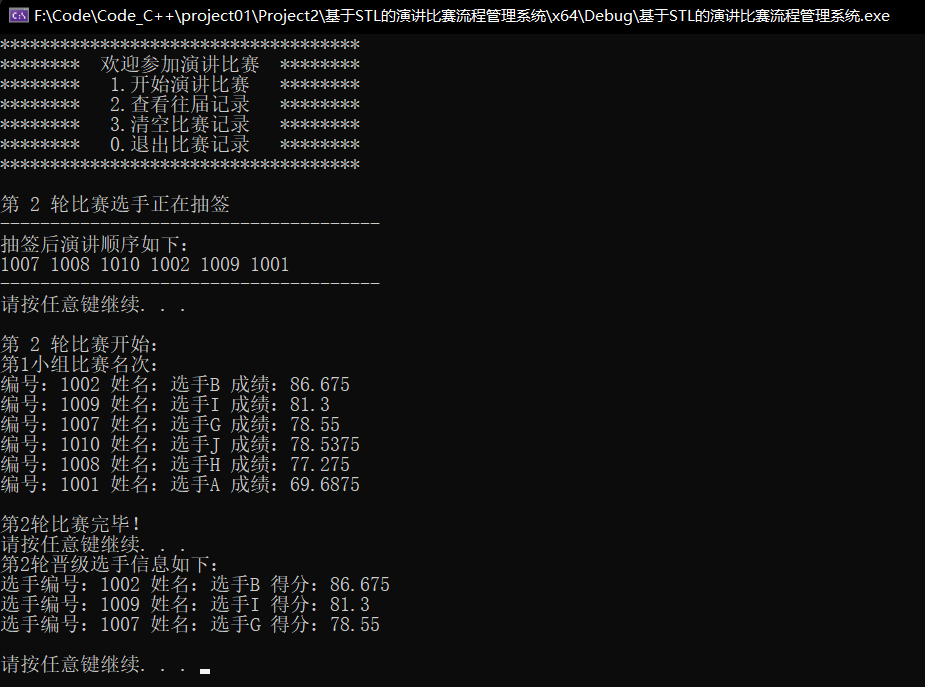 F:\Code\Code_C++\project01\Project2\基于STL的演讲比赛流程管理系统\x64\Debug\基于STL的演讲比赛流程管理系统.exe
************************************
********  欢迎参加演讲比赛  ********
********   1.开始演讲比赛   ********
********   2.查看往届记录   ********
********   3.清空比赛记录   ********
********   0.退出比赛记录   ********
************************************
第 2 轮比赛选手正在抽签
--------------------------------------
抽签后演讲顺序如下:
1007 1008 1010 1002 1009 1001
--------------------------------------
请按任意键继续. . .
第 2 轮比赛开始:
第1小组比赛名次:
编号: 1002 姓名: 选手B 成绩: 86.675
编号: 1009 姓名: 选手I 成绩: 81.3
编号: 1007 姓名: 选手G 成绩: 78.55
编号: 1010 姓名: 选手J 成绩: 78.5375
编号: 1008 姓名: 选手H 成绩: 77.275
编号: 1001 姓名: 选手A 成绩: 69.6875
第2轮比赛完毕!
请按任意键继续. . .
第2轮晋级选手信息如下:
选手编号: 1002 姓名: 选手B 得分: 86.675
选手编号: 1009 姓名: 选手I 得分: 81.3
选手编号: 1007 姓名: 选手G 得分: 78.55
请按任意键继续. . .